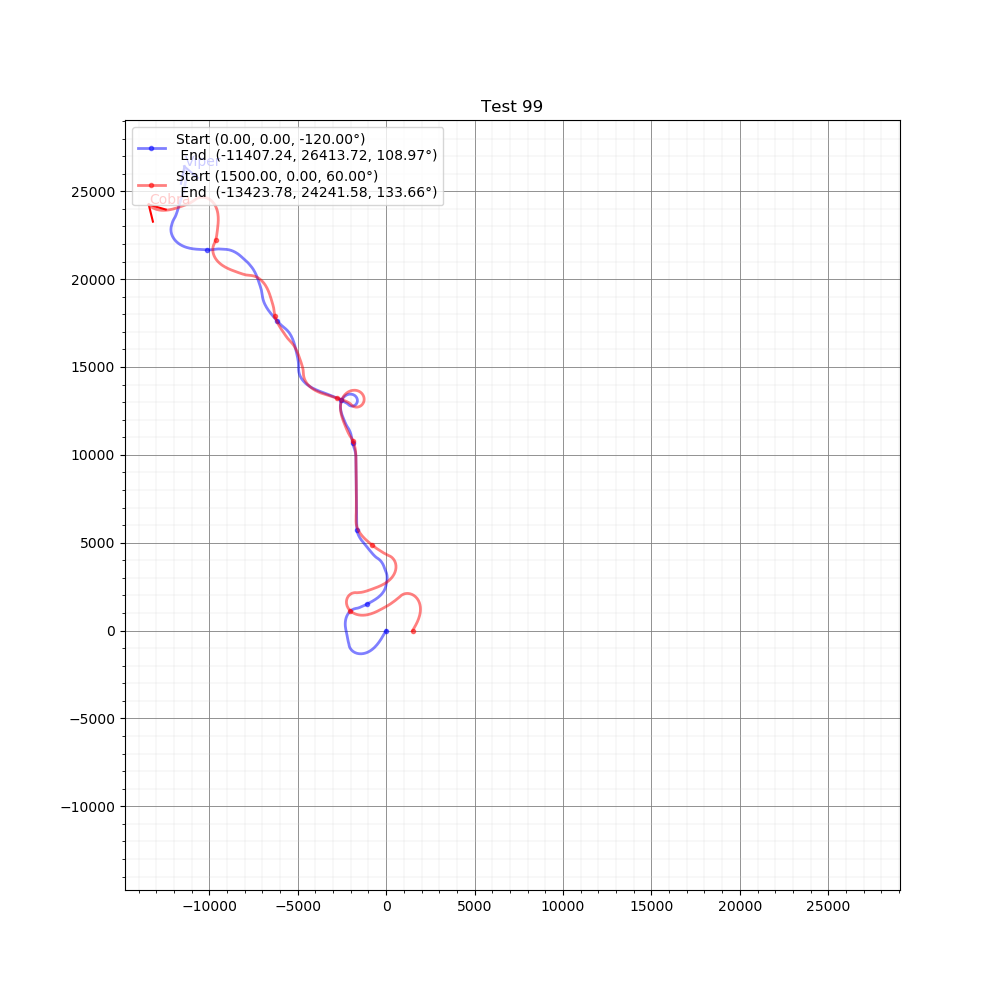 Test 99
Start (0.00, 0.00, -120.00°)
End  (-11407.24, 26413.72, 108.97°)
Start (1500.00, 0.00, 60.00°)
End  (-13423.78, 24241.58, 133.66°)
Viper
Cobra
25000
20000
15000
10000
5000
0
−5000
−10000
−10000 −5000 0 5000 10000 15000 20000 25000